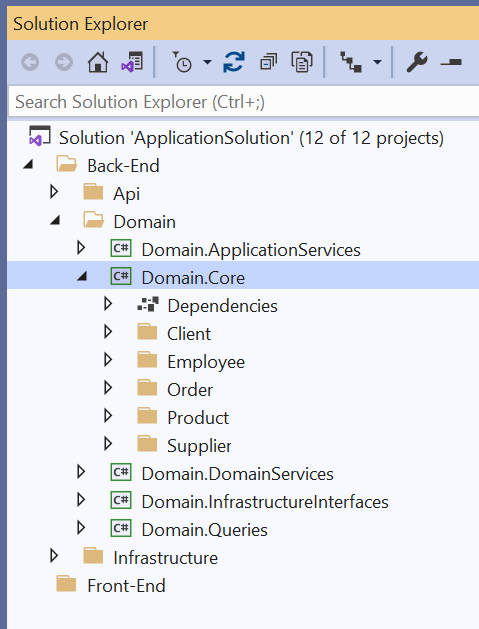 Solution Explorer
Search Solution Explorer (Ctrl+;)
Solution 'ApplicationSolution' (12 of 12 projects)
Back-End
Api
Domain
C# Domain.ApplicationServices
C# Domain.Core
Dependencies
Client
Employee
Order
Product
Supplier
C# Domain.DomainServices
C# Domain.InfrastructureInterfaces
C# Domain.Queries
Infrastructure
Front-End